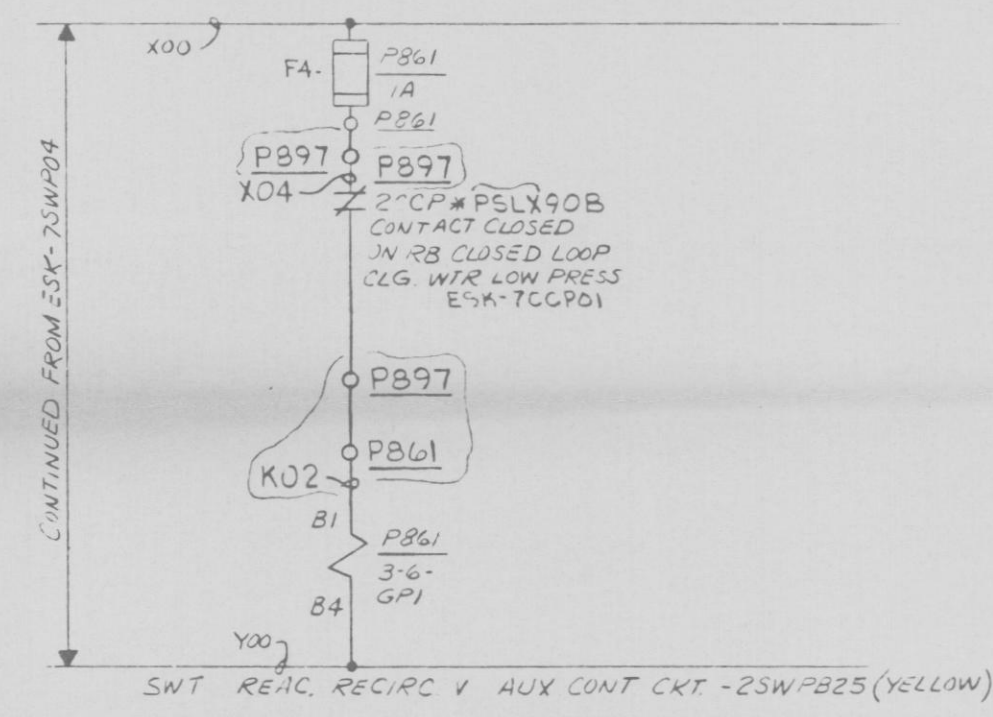 X00
F4-
P861
1A
P861
P897
P897
X04
2 CP*PSLX90B
CONTACT CLOSED
ON RB CLOSED LOOP
CLG. WTR LOW PRESS
ESK-7CCP01
CONTINUED FROM ESK-7SWP04
P897
P861
K02
B1
P861
3-6-
GP1
B4
Y00
SWT REAC. RECIRC. V AUX CONT CKT. -2SWPB25 (YELLOW)